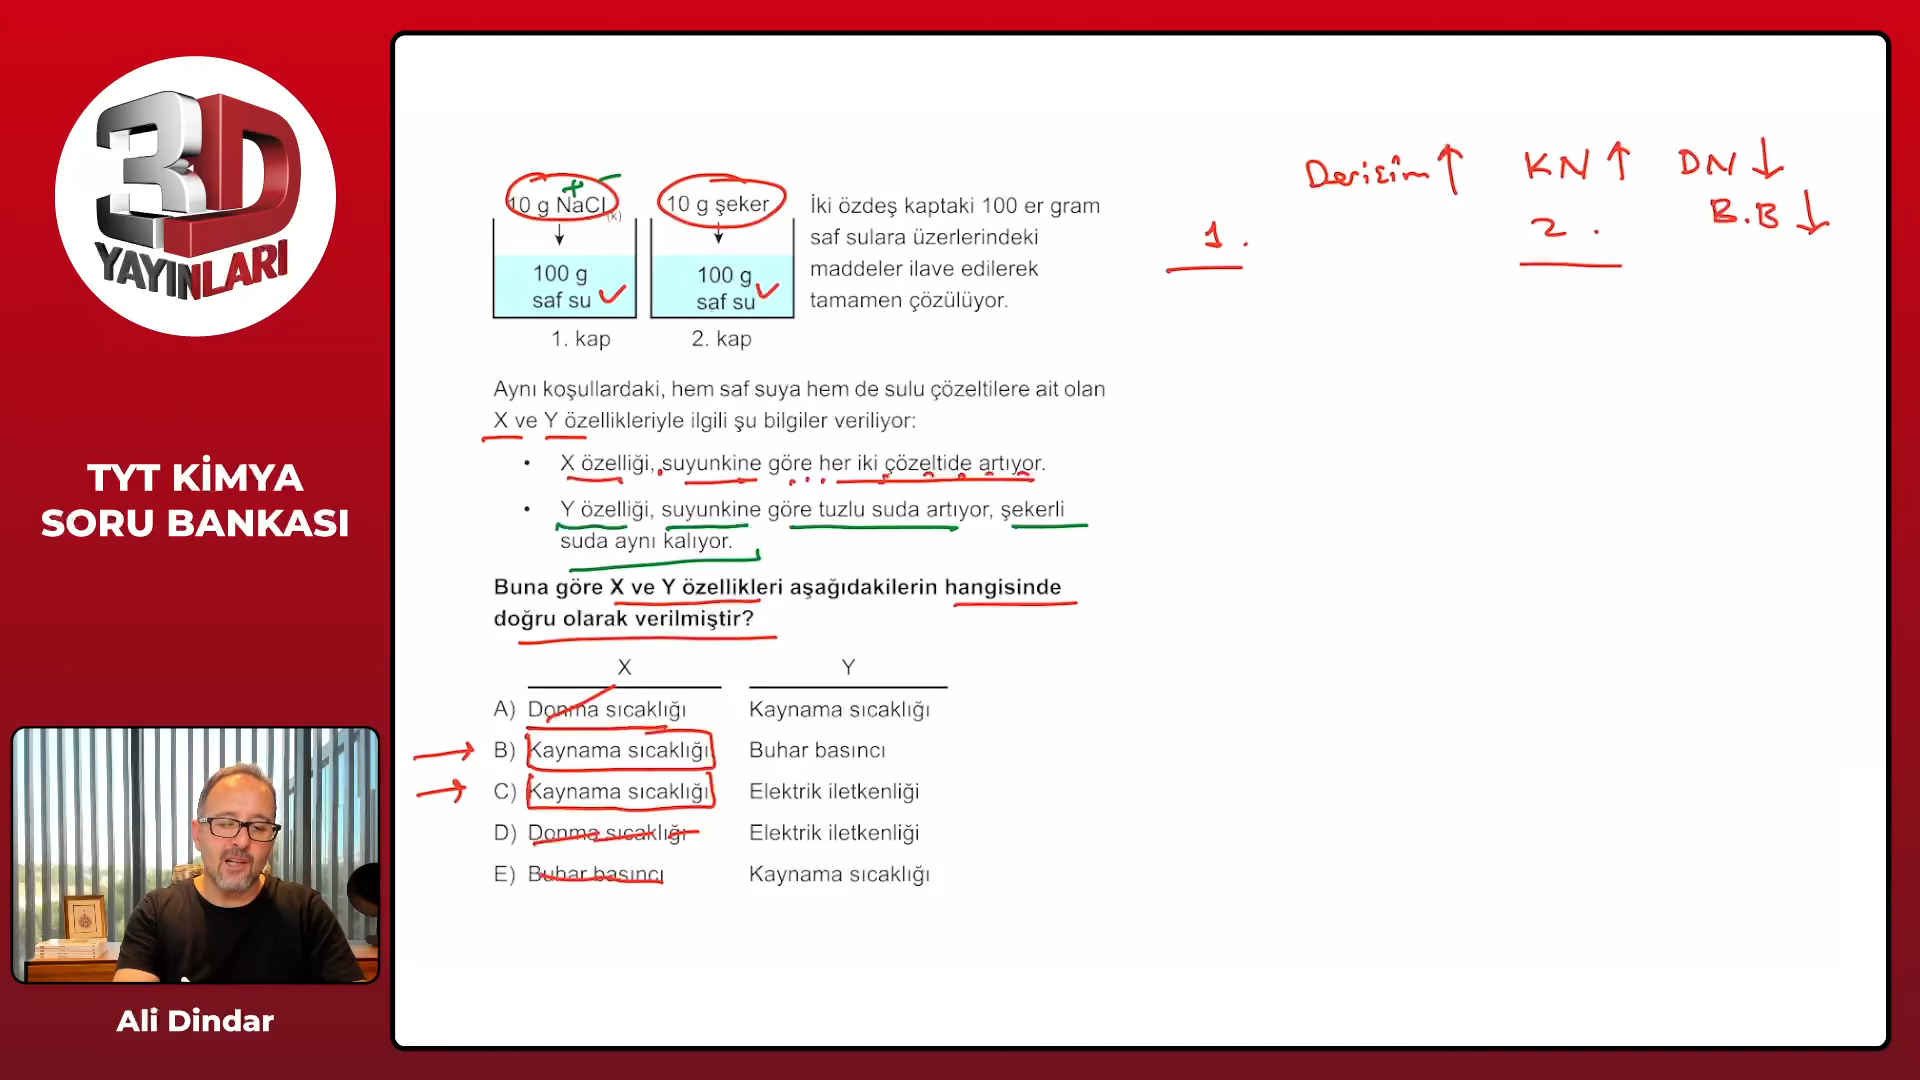 3D
YAYINLARI
TYT KİMYA
SORU BANKASI
Ali Dindar
10 g NaCl(k)
+ -
10 g şeker
100 g
saf su
100 g
saf su
1. kap
2. kap
İki özdeş kaptaki 100 er gram
saf sulara üzerlerindeki
maddeler ilave edilerek
tamamen çözülüyor.
Derişim ↑ KN ↑ DN ↓
B.B ↓
1.
2.
Aynı koşullardaki, hem saf suya hem de sulu çözeltilere ait olan
X ve Y özellikleriyle ilgili şu bilgiler veriliyor:
• X özelliği, suyunkine göre her iki çözeltide artıyor.
• Y özelliği, suyunkine göre tuzlu suda artıyor, şekerli
suda aynı kalıyor.
Buna göre X ve Y özellikleri aşağıdakilerin hangisinde
doğru olarak verilmiştir?
X Y
A) Donma sıcaklığı Kaynama sıcaklığı
B) Kaynama sıcaklığı Buhar basıncı
C) Kaynama sıcaklığı Elektrik iletkenliği
D) Donma sıcaklığı Elektrik iletkenliği
E) Buhar basıncı Kaynama sıcaklığı